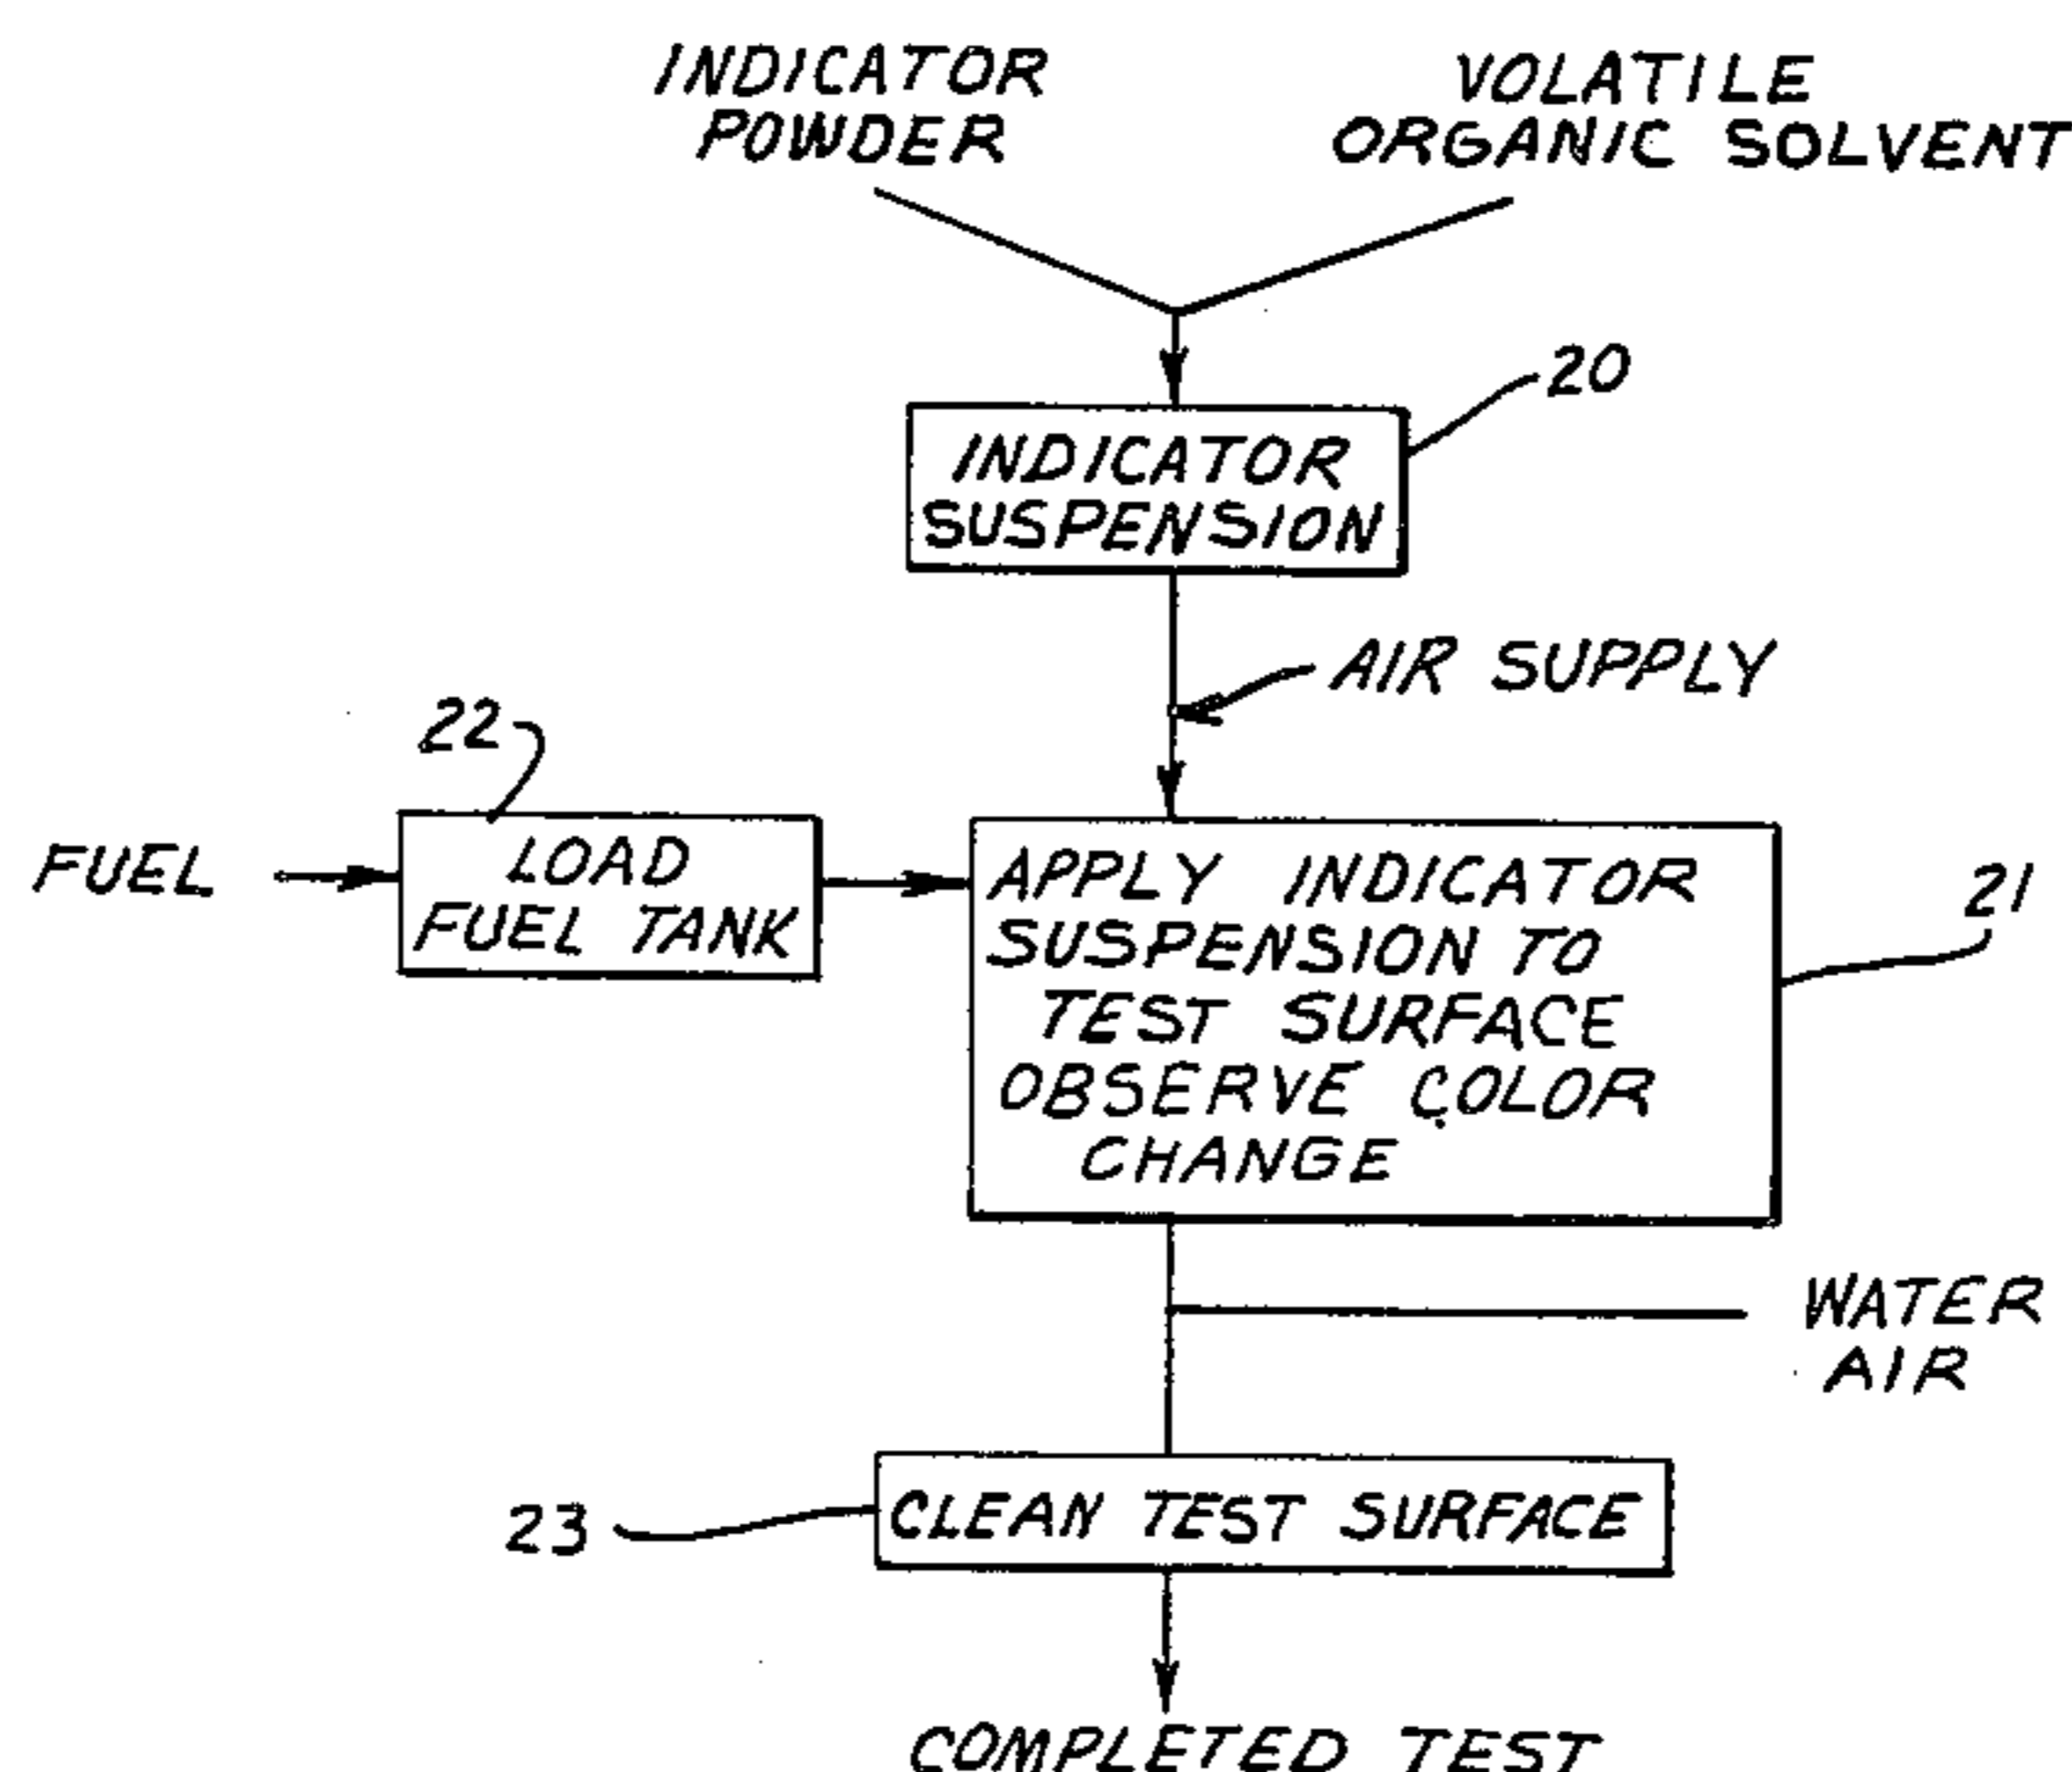 INDICATOR
POWDER
VOLATILE
ORGANIC SOLVENT
20
INDICATOR
SUSPENSION
AIR SUPPLY
22
FUEL
LOAD
FUEL TANK
APPLY INDICATOR
SUSPENSION TO
TEST SURFACE
OBSERVE COLOR
CHANGE
21
WATER
AIR
23
CLEAN TEST SURFACE
COMPLETED TEST